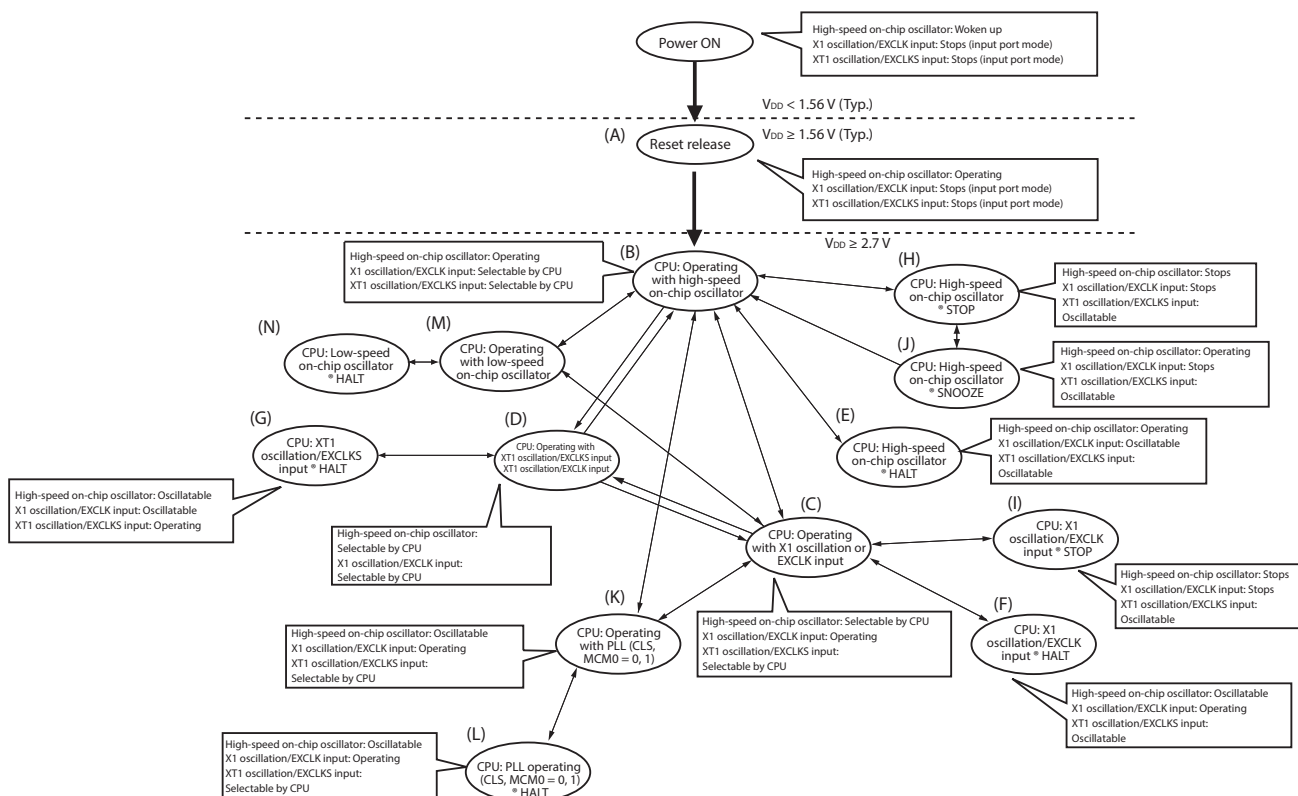 Power ON
High-speed on-chip oscillator: Woken up
X1 oscillation/EXCLK input: Stops (input port mode)
XT1 oscillation/EXCLKS input: Stops (input port mode)
VDD < 1.56 V (Typ.)
(A)
VDD ≥ 1.56 V (Typ.)
Reset release
High-speed on-chip oscillator: Operating
X1 oscillation/EXCLK input: Stops (input port mode)
XT1 oscillation/EXCLKS input: Stops (input port mode)
VDD ≥ 2.7 V
(B)
High-speed on-chip oscillator: Operating
X1 oscillation/EXCLK input: Selectable by CPU
XT1 oscillation/EXCLKS input: Selectable by CPU
CPU: Operating
with high-speed
on-chip oscillator
(H)
CPU: High-speed
on-chip oscillator
® STOP
High-speed on-chip oscillator: Stops
X1 oscillation/EXCLK input: Stops
XT1 oscillation/EXCLKS input:
Oscillatable
(N)
CPU: Low-speed
on-chip oscillator
® HALT
(M)
CPU: Operating
with low-speed
on-chip oscillator
(J)
CPU: High-speed
on-chip oscillator
® SNOOZE
High-speed on-chip oscillator: Operating
X1 oscillation/EXCLK input: Stops
XT1 oscillation/EXCLKS input:
Oscillatable
(G)
CPU: XT1
oscillation/EXCLKS
input ® HALT
High-speed on-chip oscillator: Oscillatable
X1 oscillation/EXCLK input: Oscillatable
XT1 oscillation/EXCLKS input: Operating
(D)
CPU: Operating with
XT1 oscillation/EXCLKS input
XT1 oscillation/EXCLK input
High-speed on-chip oscillator:
Selectable by CPU
X1 oscillation/EXCLK input:
Selectable by CPU
(E)
CPU: High-speed
on-chip oscillator
® HALT
High-speed on-chip oscillator: Operating
X1 oscillation/EXCLK input: Oscillatable
XT1 oscillation/EXCLKS input:
Oscillatable
(C)
CPU: Operating
with X1 oscillation or
EXCLK input
High-speed on-chip oscillator: Selectable by CPU
X1 oscillation/EXCLK input: Operating
XT1 oscillation/EXCLKS input:
Selectable by CPU
(I)
CPU: X1
oscillation/EXCLK
input ® STOP
High-speed on-chip oscillator: Stops
X1 oscillation/EXCLK input: Stops
XT1 oscillation/EXCLKS input:
Oscillatable
(K)
High-speed on-chip oscillator: Oscillatable
X1 oscillation/EXCLK input: Operating
XT1 oscillation/EXCLKS input:
Selectable by CPU
CPU: Operating
with PLL (CLS,
MCM0 = 0, 1)
(F)
CPU: X1
oscillation/EXCLK
input ® HALT
High-speed on-chip oscillator: Oscillatable
X1 oscillation/EXCLK input: Operating
XT1 oscillation/EXCLKS input:
Oscillatable
(L)
High-speed on-chip oscillator: Oscillatable
X1 oscillation/EXCLK input: Operating
XT1 oscillation/EXCLKS input:
Selectable by CPU
CPU: PLL operating
(CLS, MCM0 = 0, 1)
® HALT